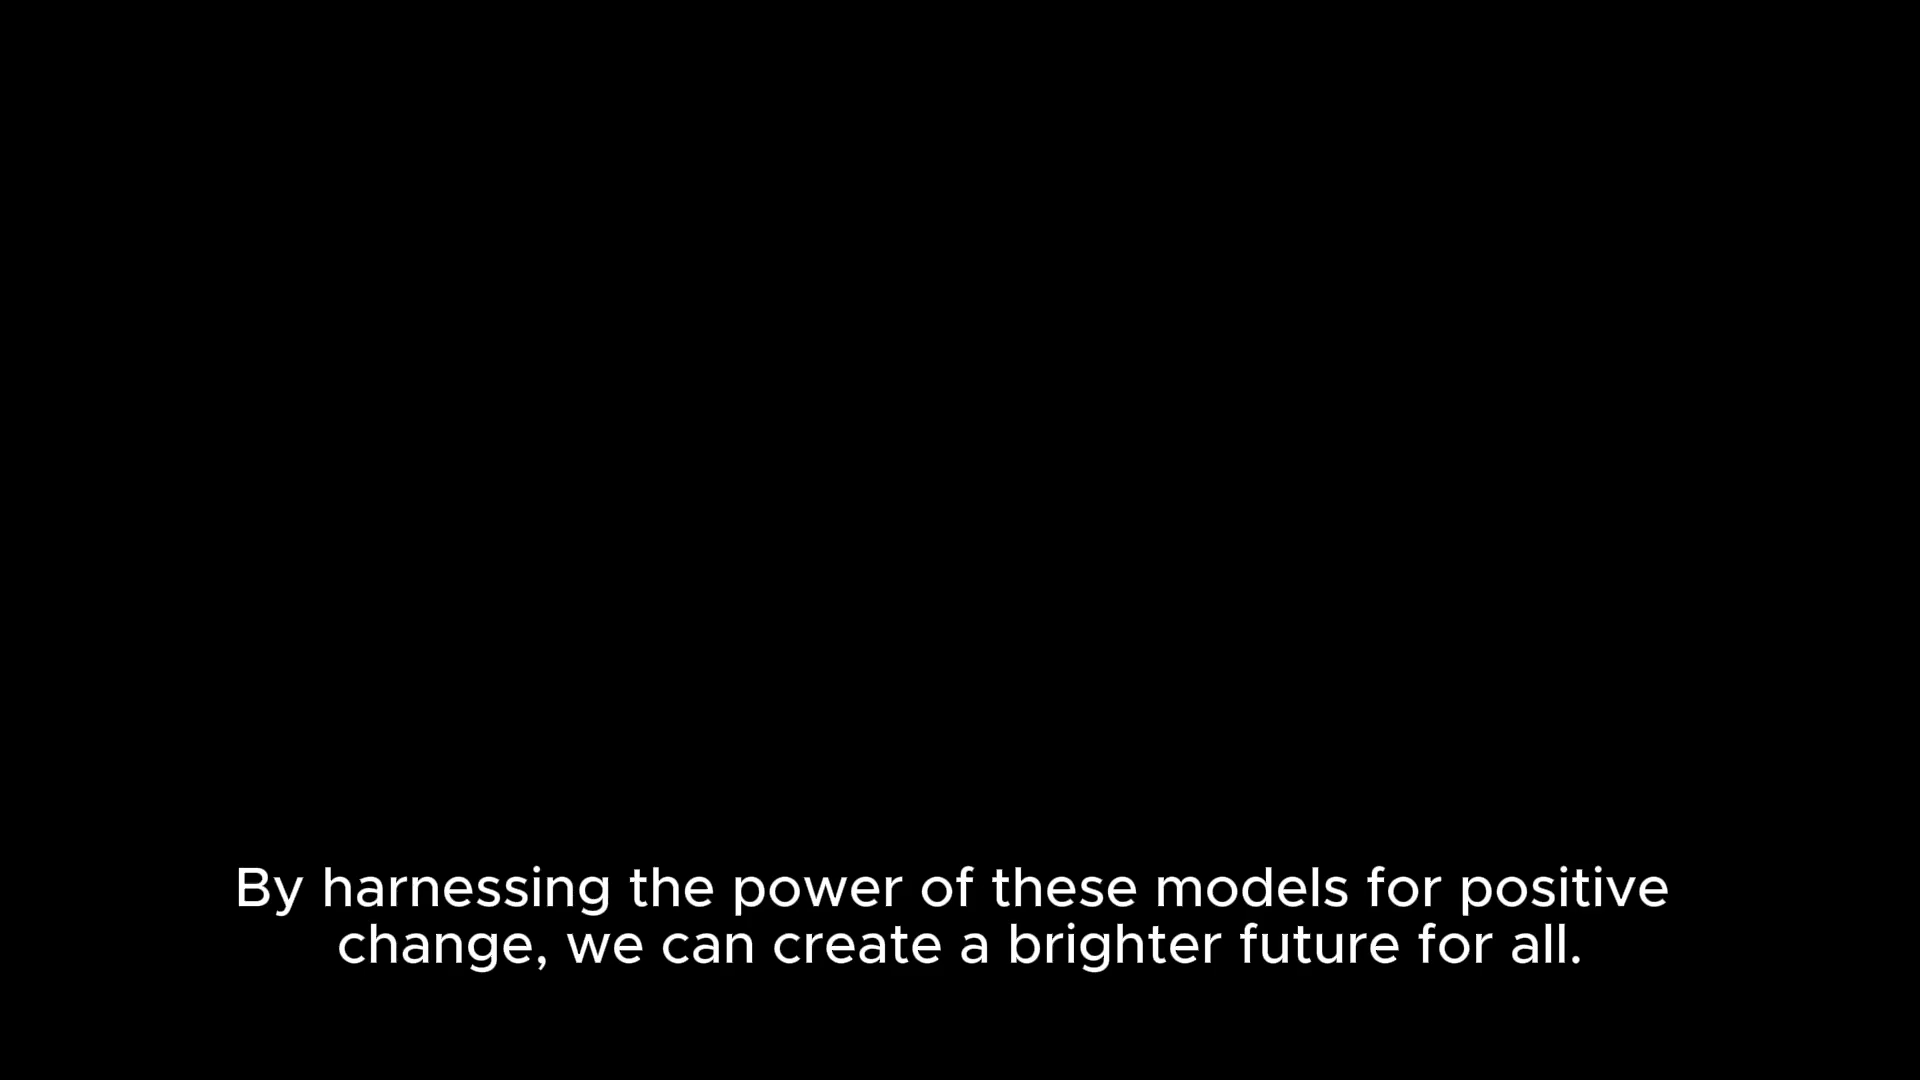 By harnessing the power of these models for positive
change, we can create a brighter future for all.